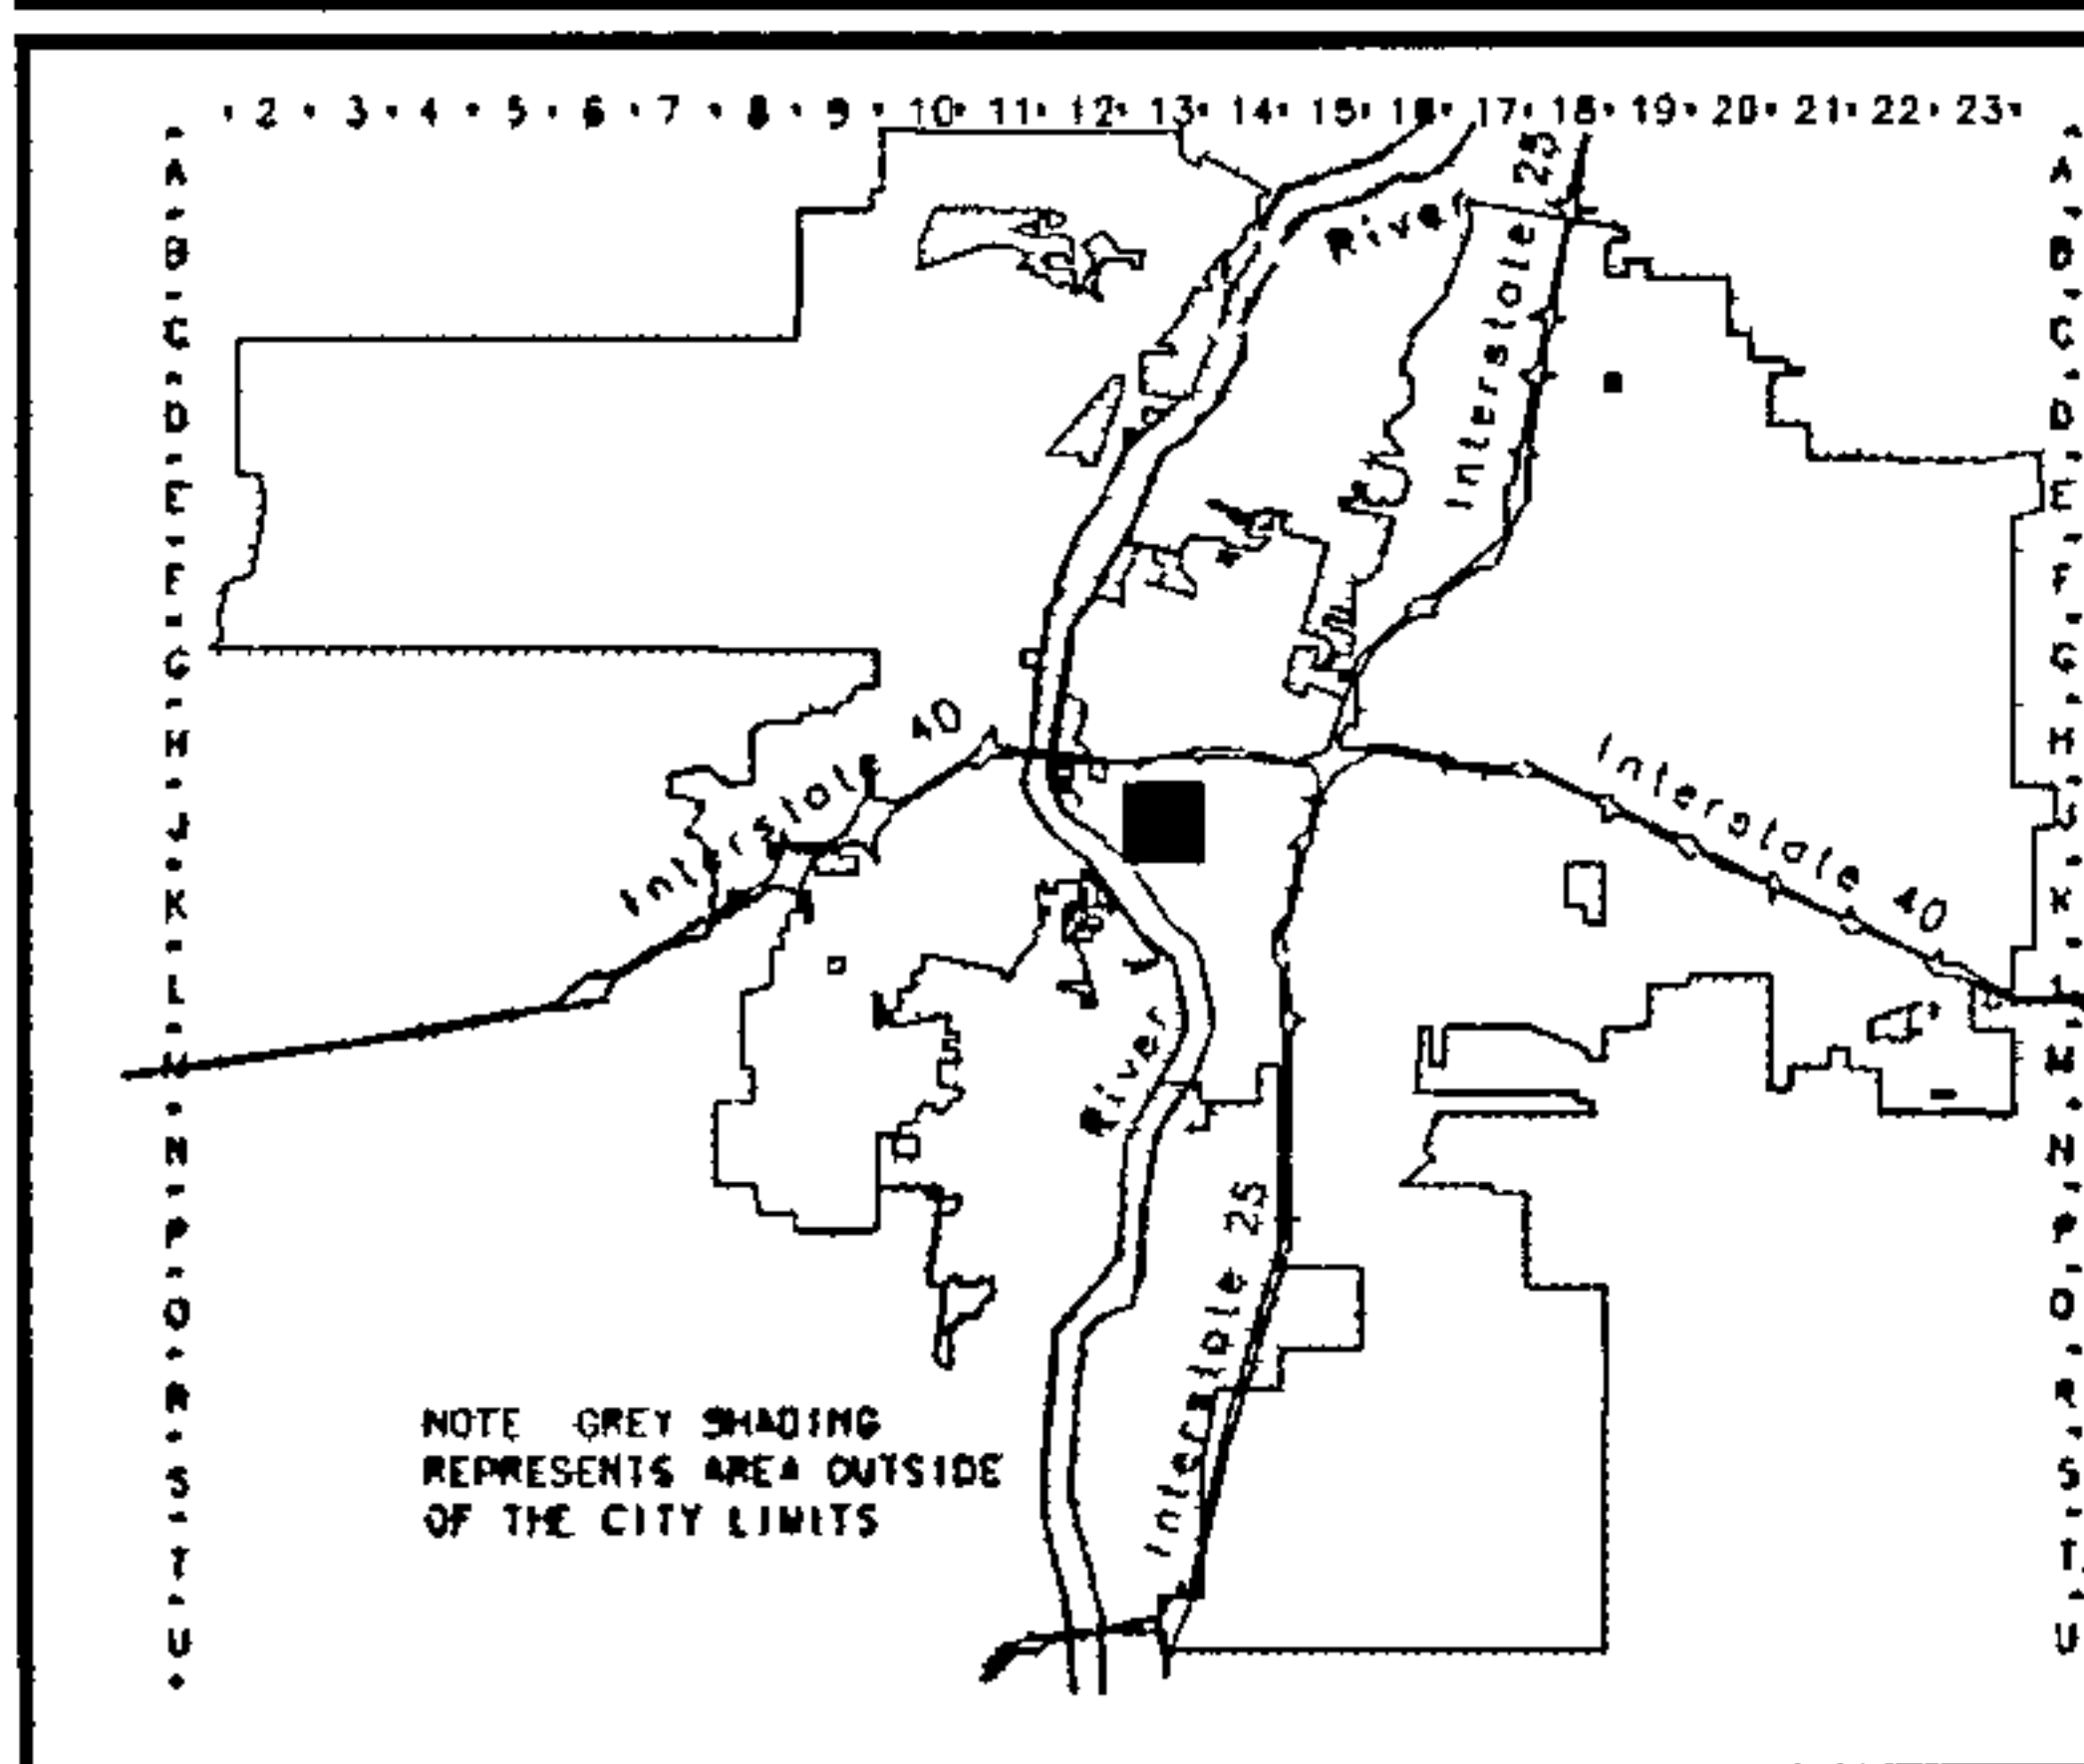 2 3 4 5 6 7 8 9 10 11 12 13 14 15 16 17 18 19 20 21 22 23
A A
B B
C C
D D
E E
F F
G G
H H
J J
K K
L L
M M
N N
P P
Q Q
R R
S S
T T
U U
River
Interstate 25
Interstate 40
Interstate 40
River
Interstate 25
NOTE GREY SHADING
REPRESENTS AREA OUTSIDE
OF THE CITY LIMITS